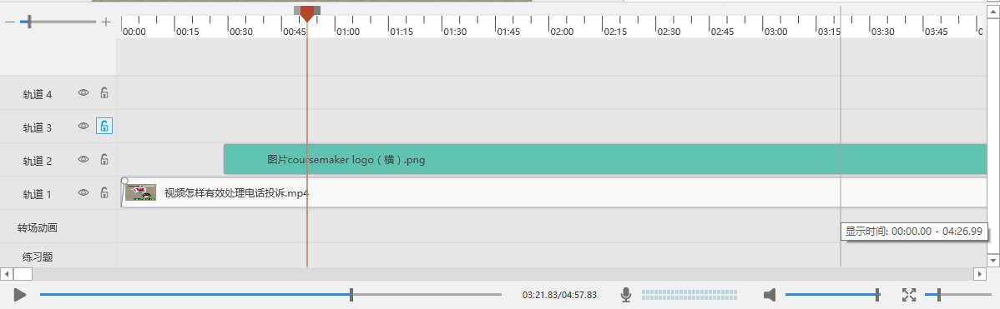 00:00 00:15 00:30 00:45 01:00 01:15 01:30 01:45 02:00 02:15 02:30 02:45 03:00 03:15 03:30 03:45
轨道 4
轨道 3
轨道 2 图片coursemaker logo（横）.png
轨道 1 视频怎样有效处理电话投诉.mp4
转场动画
显示时间: 00:00.00 - 04:26.99
练习题
03:21.83/04:57.83